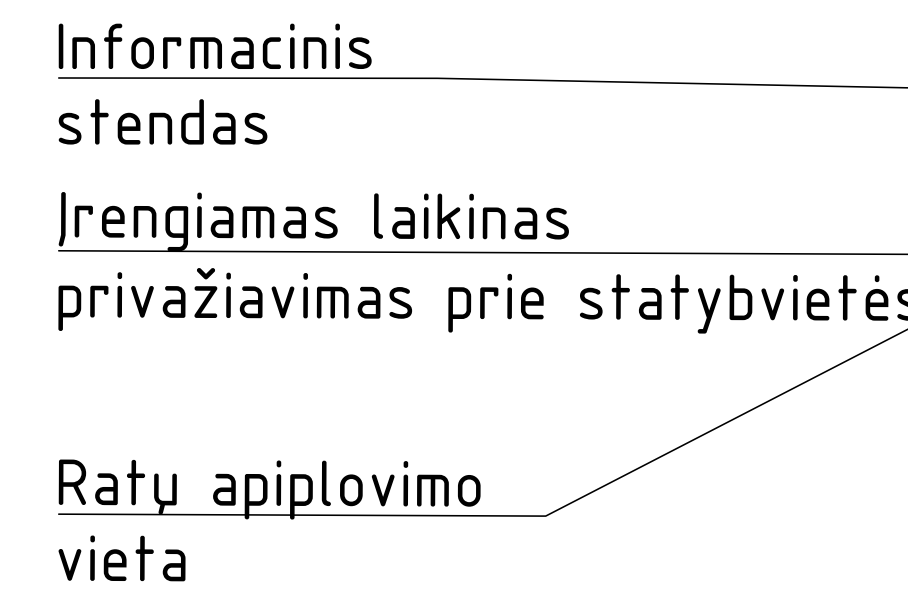 Informacinis
stendas
Įrengiamas laikinas
privažiavimas prie statybvietės
Ratų apiplovimo
vieta